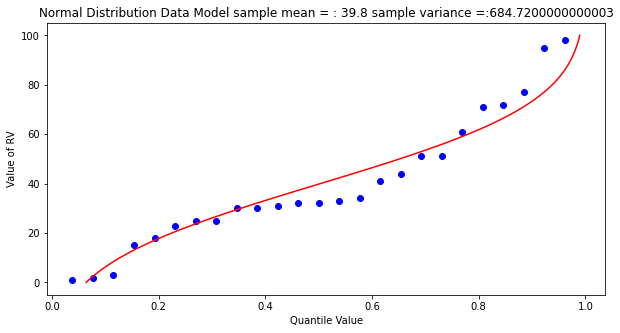 Normal Distribution Data Model sample mean = : 39.8 sample variance =:684.7200000000003
100
80
60
40
20
0
Value of RV
0.0 0.2 0.4 0.6 0.8 1.0
Quantile Value